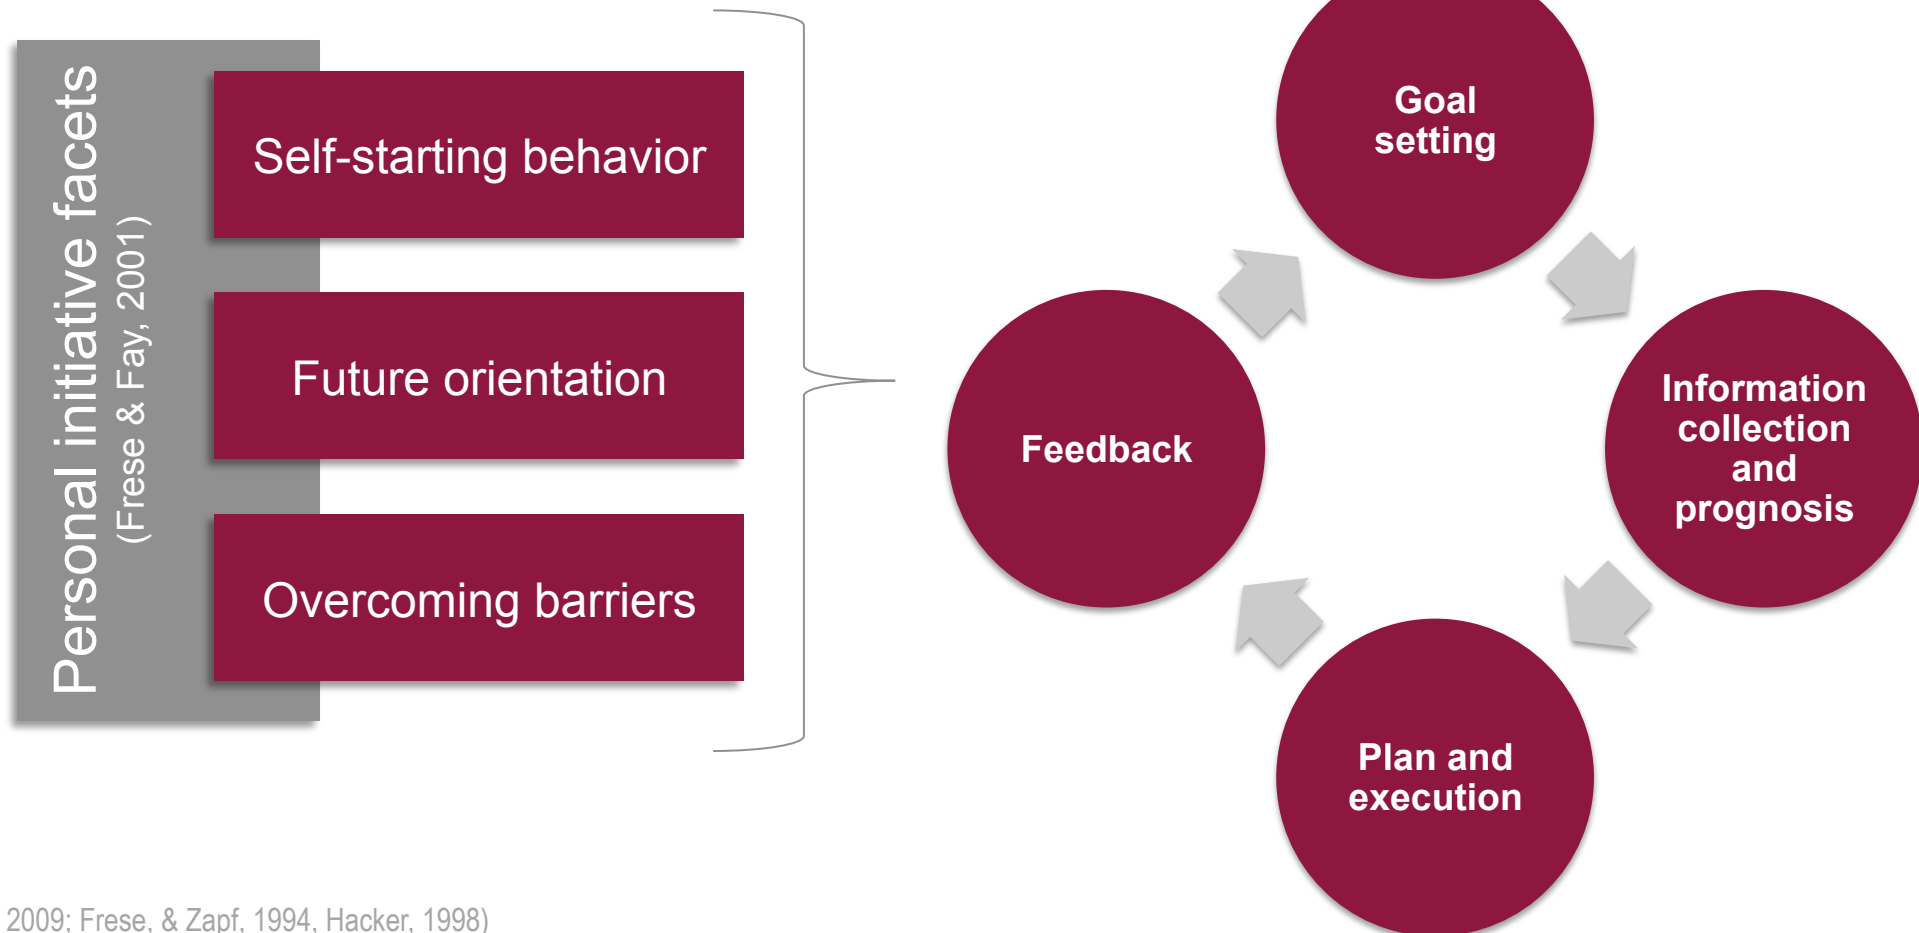 Personal initiative facets
(Frese & Fay, 2001)
Self-starting behavior
Future orientation
Overcoming barriers
Goal
setting
Information
collection
and
prognosis
Plan and
execution
Feedback
2009; Frese, & Zapf, 1994, Hacker, 1998)